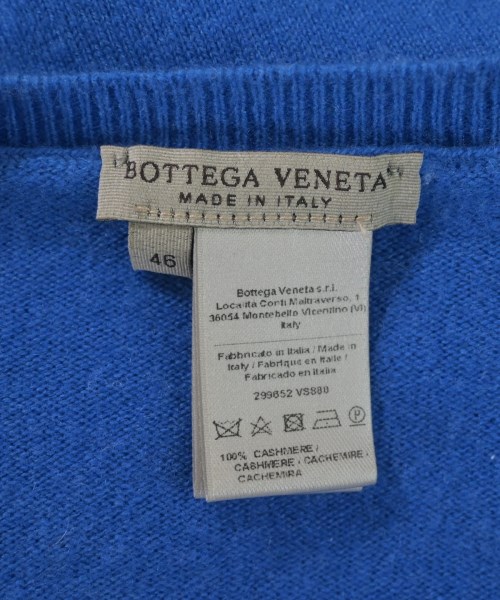 BOTTEGA VENETA
MADE IN ITALY
46
Bottega Veneta s.r.l.
Località Conti Maltraverso, 1
36054 Montebello Vicentino (VI)
Italy
Fabbricato in Italia / Made in
Italy / Fabrique en Italie /
Fabricado en Italia
299652 VSS80
P
100% CASHMERE /
CASHMERE / CACHEMIRE /
CACHEMIRA